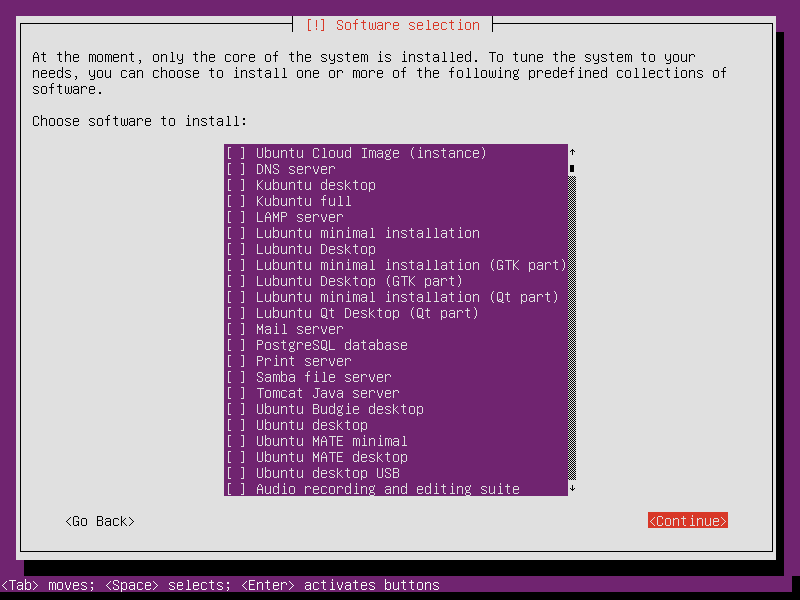 [!] Software selection
At the moment, only the core of the system is installed. To tune the system to your
needs, you can choose to install one or more of the following predefined collections of
software.
Choose software to install:
[ ] Ubuntu Cloud Image (instance)
[ ] DNS server
[ ] Kubuntu desktop
[ ] Kubuntu full
[ ] LAMP server
[ ] Lubuntu minimal installation
[ ] Lubuntu Desktop
[ ] Lubuntu minimal installation (GTK part)
[ ] Lubuntu Desktop (GTK part)
[ ] Lubuntu minimal installation (Qt part)
[ ] Lubuntu Qt Desktop (Qt part)
[ ] Mail server
[ ] PostgreSQL database
[ ] Print server
[ ] Samba file server
[ ] Tomcat Java server
[ ] Ubuntu Budgie desktop
[ ] Ubuntu desktop
[ ] Ubuntu MATE minimal
[ ] Ubuntu MATE desktop
[ ] Ubuntu desktop USB
[ ] Audio recording and editing suite
<Go Back> <Continue>
<Tab> moves; <Space> selects; <Enter> activates buttons